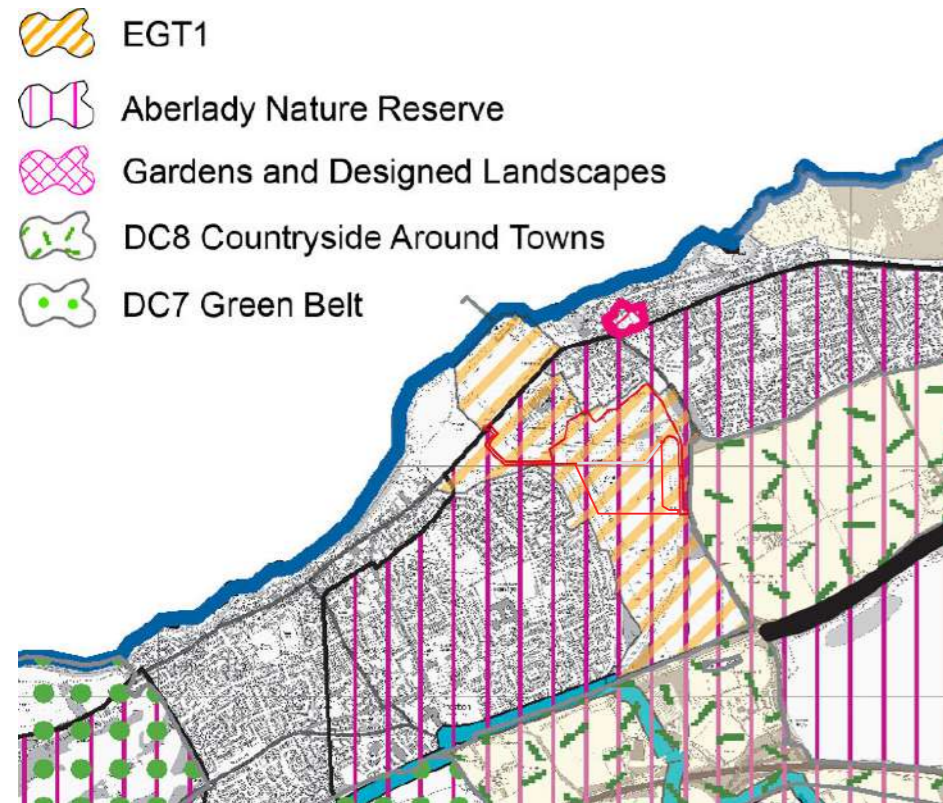 EGT1
Aberlady Nature Reserve
Gardens and Designed Landscapes
DC8 Countryside Around Towns
DC7 Green Belt